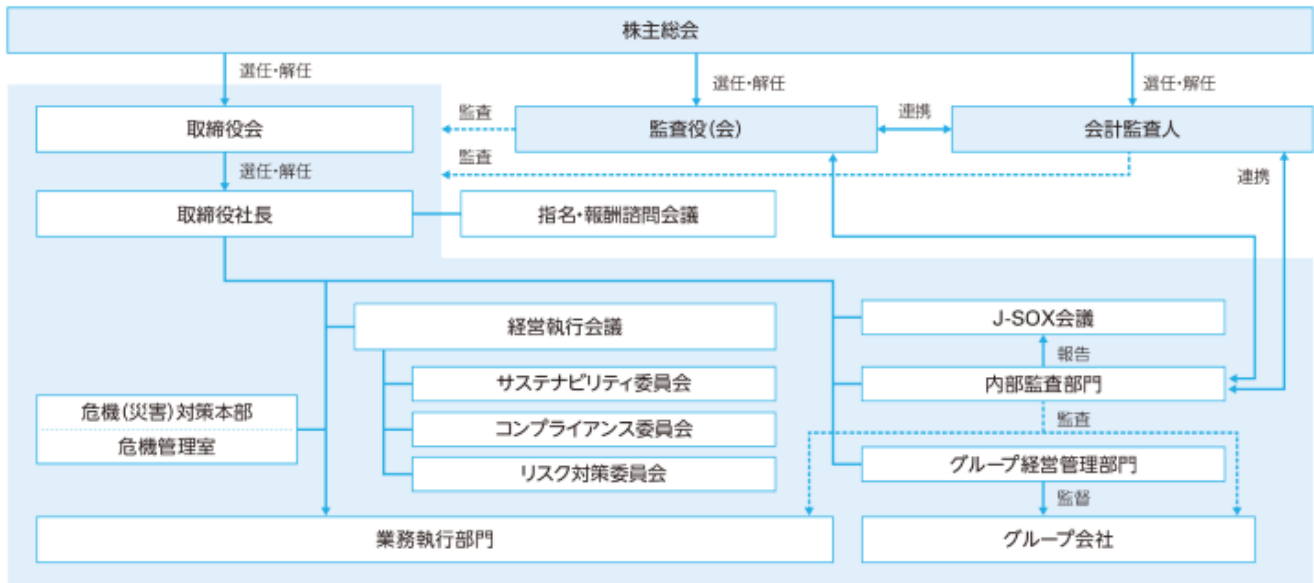 株主総会
選任・解任
選任・解任
選任・解任
取締役会
監査
監査役(会)
連携
会計監査人
選任・解任
監査
連携
取締役社長
指名・報酬諮問会議
経営執行会議
J-SOX会議
報告
サステナビリティ委員会
内部監査部門
危機(災害)対策本部
コンプライアンス委員会
監査
危機管理室
リスク対策委員会
グループ経営管理部門
監督
業務執行部門
グループ会社